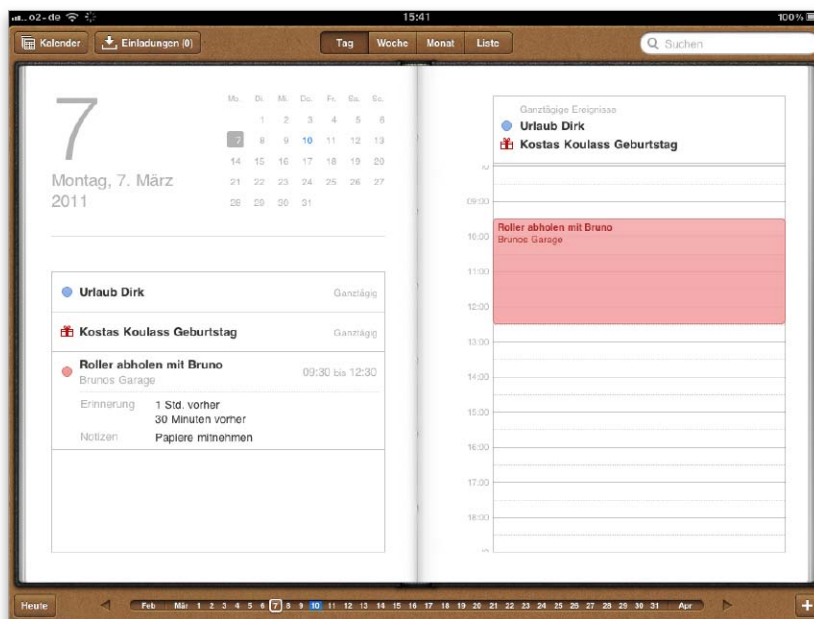 o2-de 15:41 100%
Kalender Einladungen (0) Tag Woche Monat Liste Suchen
7
Mo. Di. Mi. Do. Fr. Sa. So.
1 2 3 4 5 6
7 8 9 10 11 12 13
14 15 16 17 18 19 20
21 22 23 24 25 26 27
28 29 30 31
Montag, 7. März
2011
Urlaub Dirk Ganztägig
Kostas Koulass Geburtstag Ganztägig
Roller abholen mit Bruno 09:30 bis 12:30
Brunos Garage
Erinnerung 1 Std. vorher
30 Minuten vorher
Notizen Papiere mitnehmen
Ganztägige Ereignisse
Urlaub Dirk
Kostas Koulass Geburtstag
09:00
Roller abholen mit Bruno
10:00 Brunos Garage
11:00
12:00
13:00
14:00
15:00
16:00
17:00
18:00
Heute Feb Mär 1 2 3 4 5 6 7 8 9 10 11 12 13 14 15 16 17 18 19 20 21 22 23 24 25 26 27 28 29 30 31 Apr +